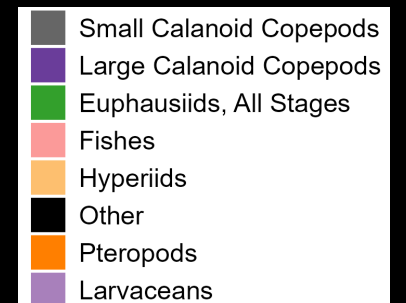 Small Calanoid Copepods
Large Calanoid Copepods
Euphausiids, All Stages
Fishes
Hyperiids
Other
Pteropods
Larvaceans